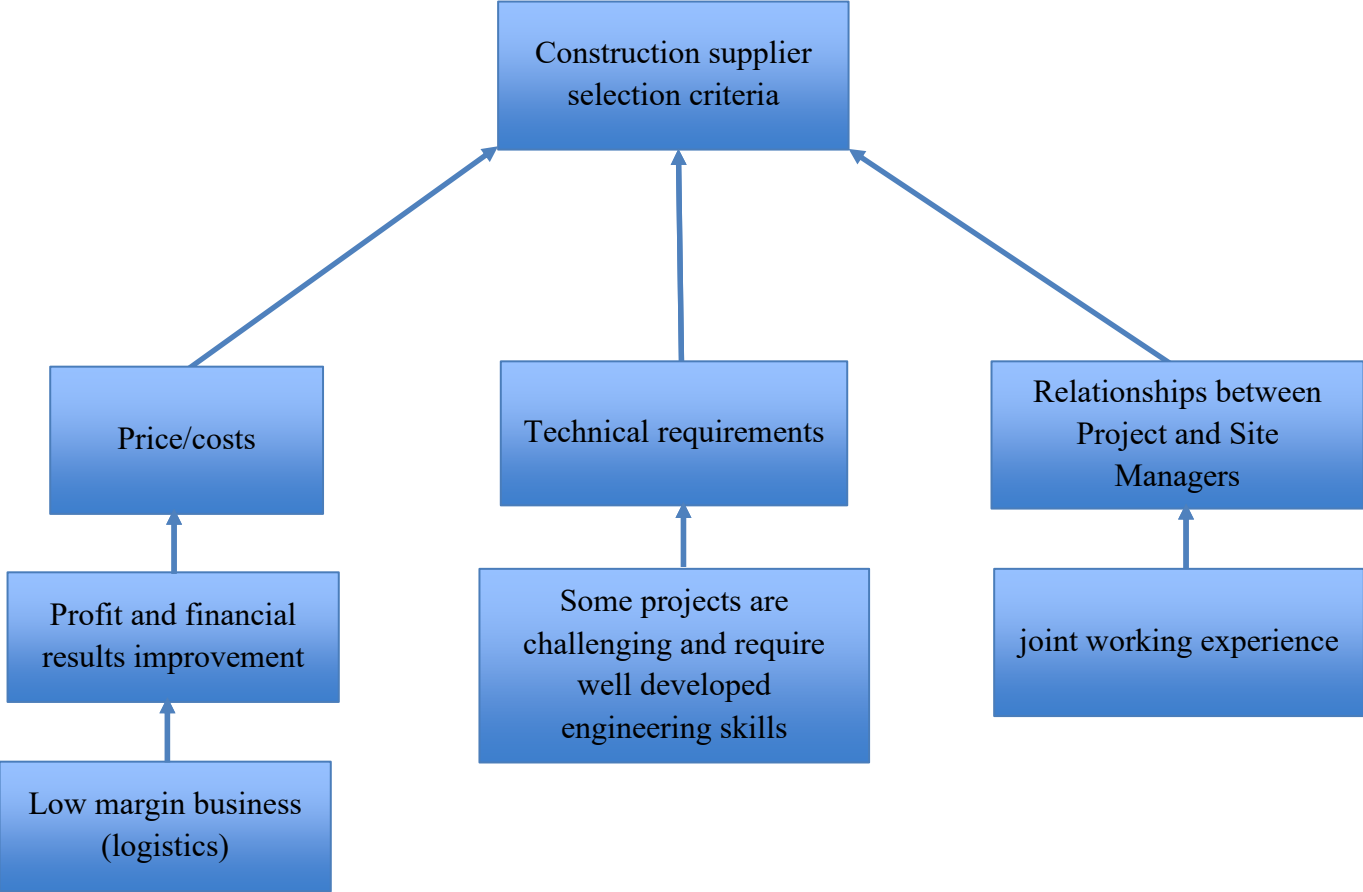 Construction supplier
selection criteria
Price/costs
Technical requirements
Relationships between
Project and Site
Managers
Profit and financial
results improvement
Some projects are
challenging and require
well developed
engineering skills
joint working experience
Low margin business
(logistics)